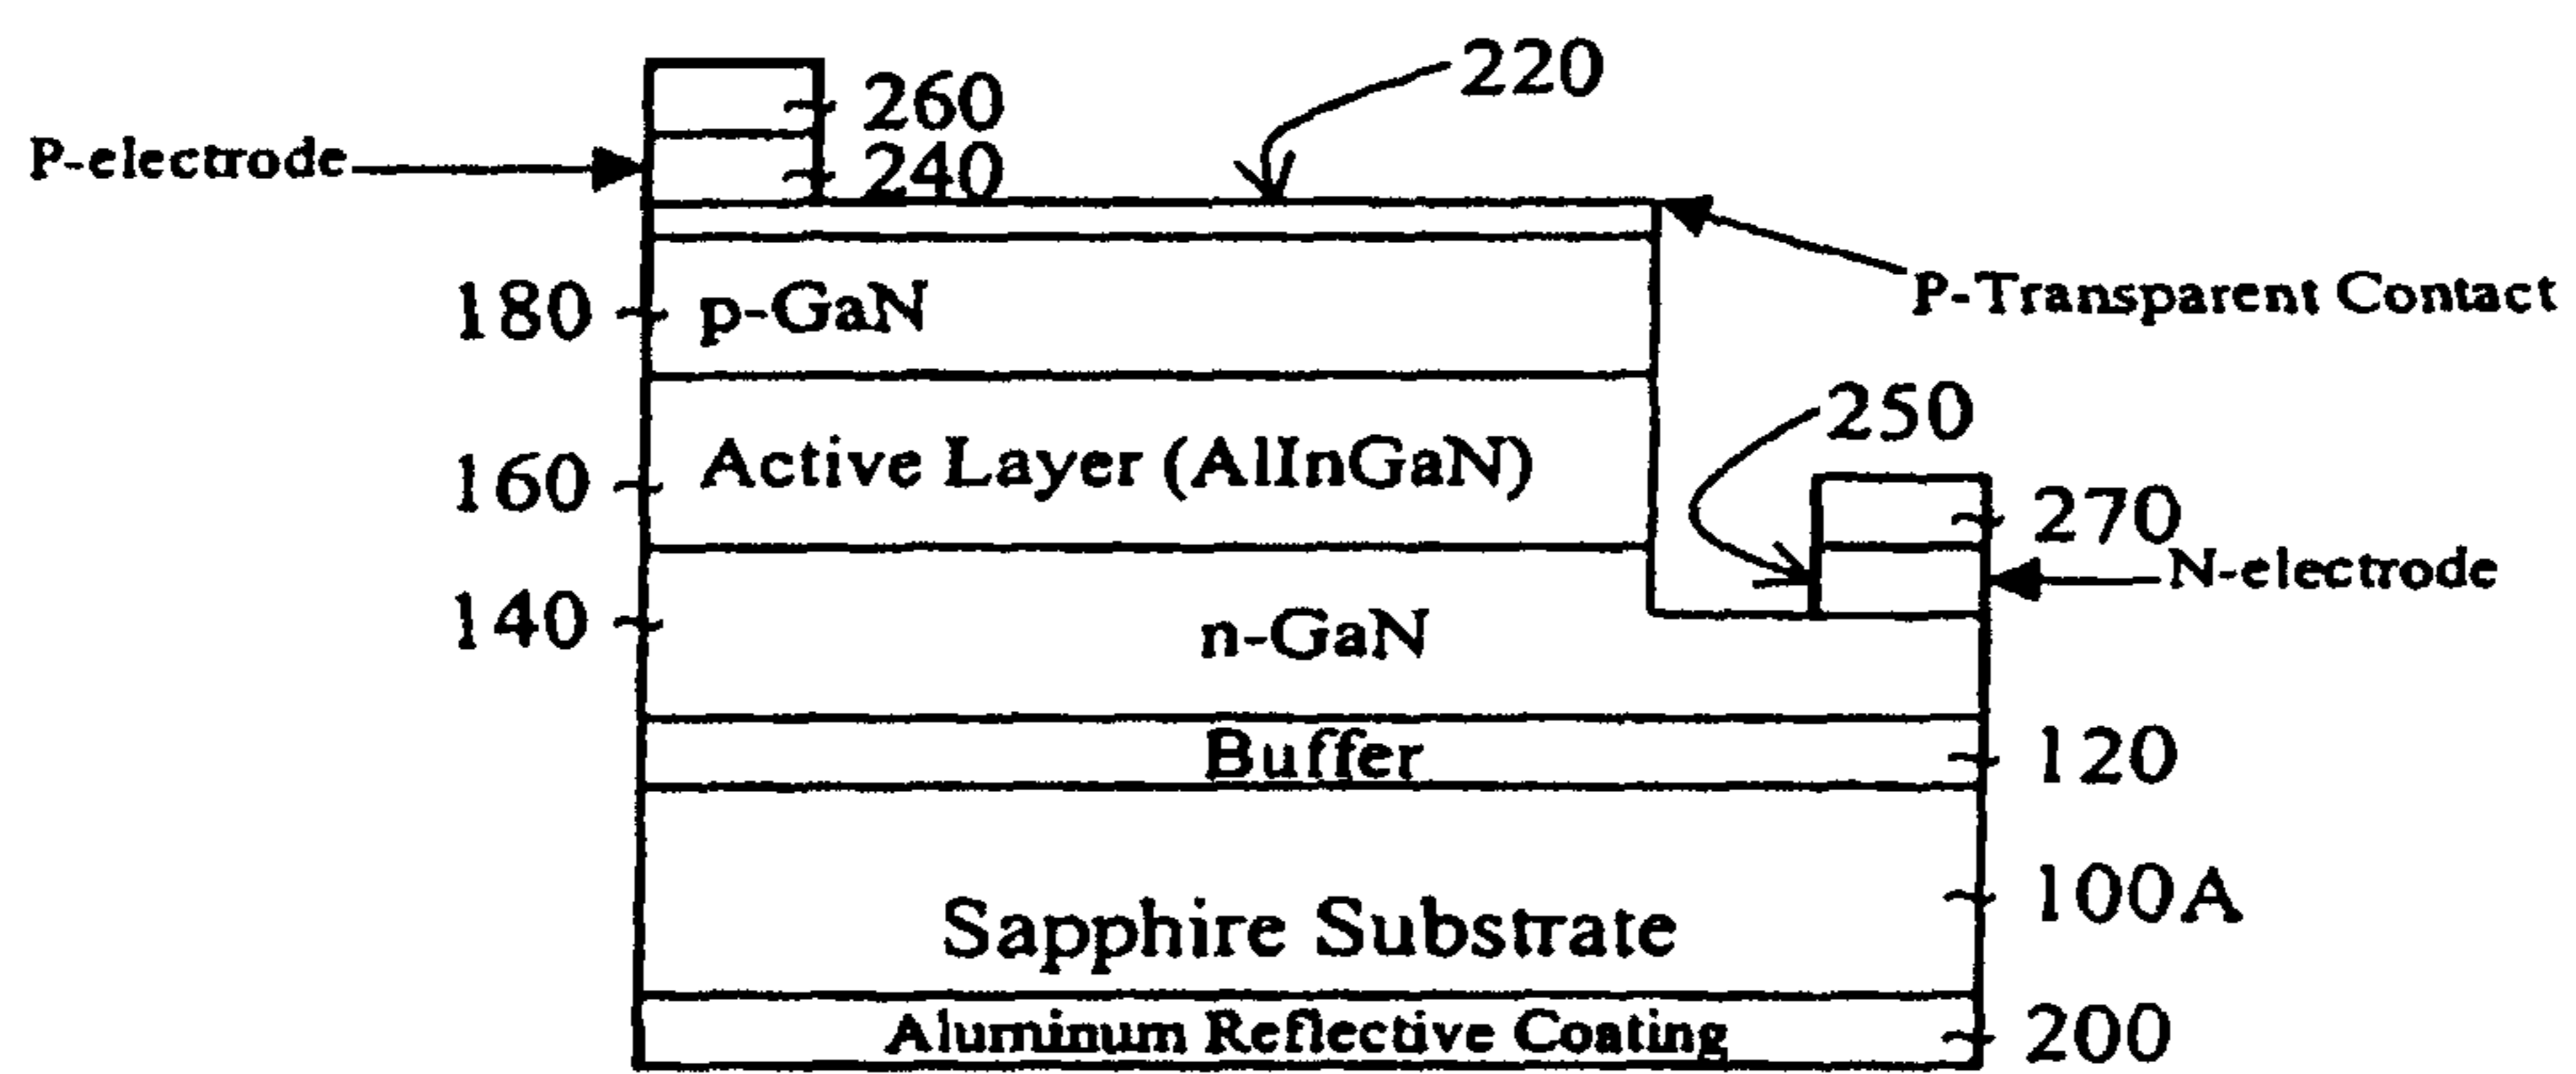 220
260
P-electrode
240
180
p-GaN
P-Transparent Contact
250
160
Active Layer (AlInGaN)
270
N-electrode
140
n-GaN
Buffer
120
100A
Sapphire Substrate
Aluminum Reflective Coating
200